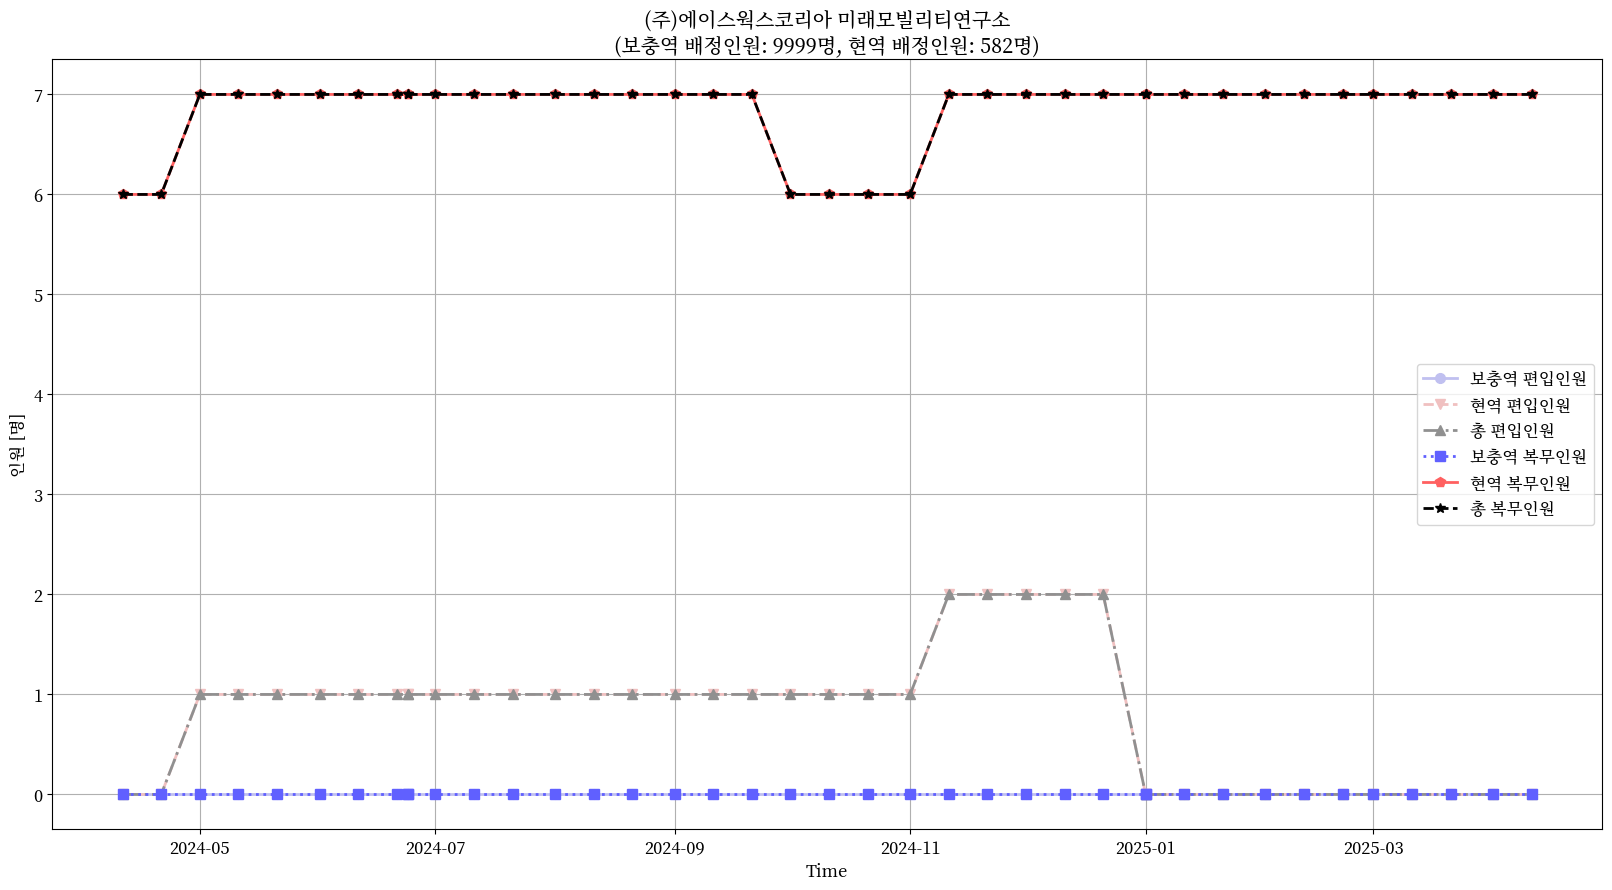 (주)에이스웍스코리아 미래모빌리티연구소
(보충역 배정인원: 9999명, 현역 배정인원: 582명)
7
6
5
4
3
2
1
0
인원 [명]
보충역 편입인원
현역 편입인원
총 편입인원
보충역 복무인원
현역 복무인원
총 복무인원
2024-05
2024-07
2024-09
2024-11
2025-01
2025-03
Time